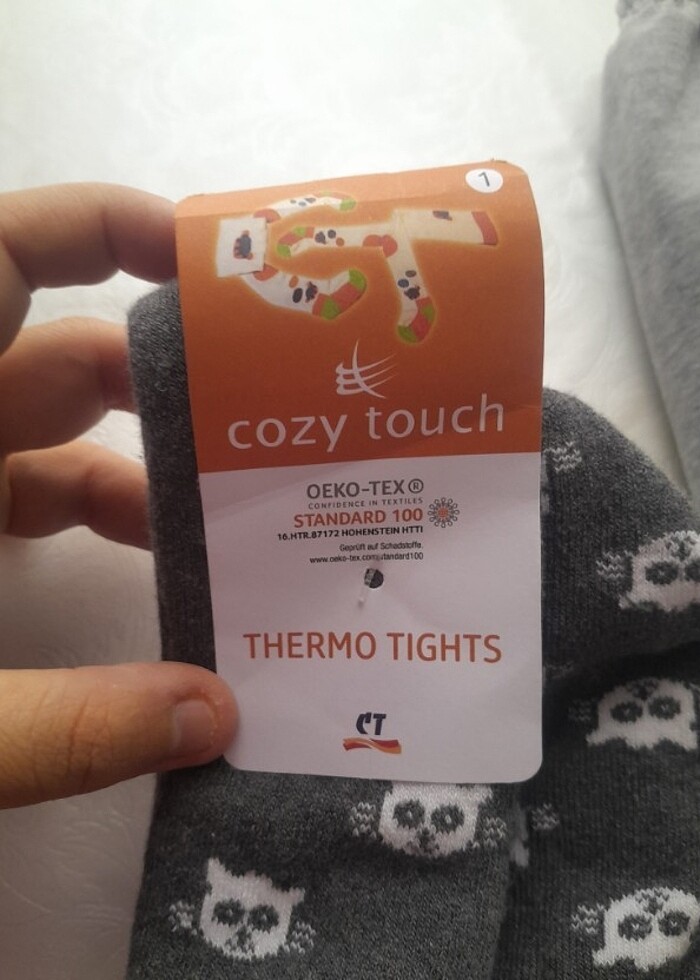 1
cozy touch
OEKO-TEX®
CONFIDENCE IN TEXTILES
STANDARD 100
16.HTR.87172 HOHENSTEIN HTTI
Geprüft auf Schadstoffe.
www.oeko-tex.com/standard100
THERMO TIGHTS
CT